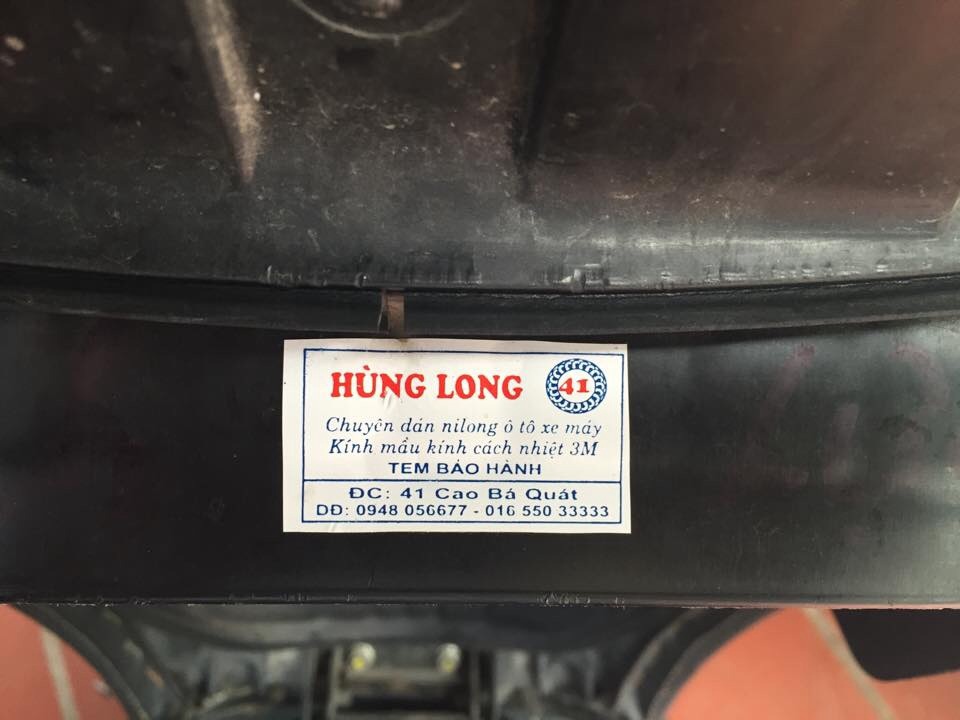 HÙNG LONG 41
Chuyên dán nilong ô tô xe máy
Kính mầu kính cách nhiệt 3M
TEM BẢO HÀNH
ĐC: 41 Cao Bá Quát
DĐ: 0948 056677 - 016 550 33333